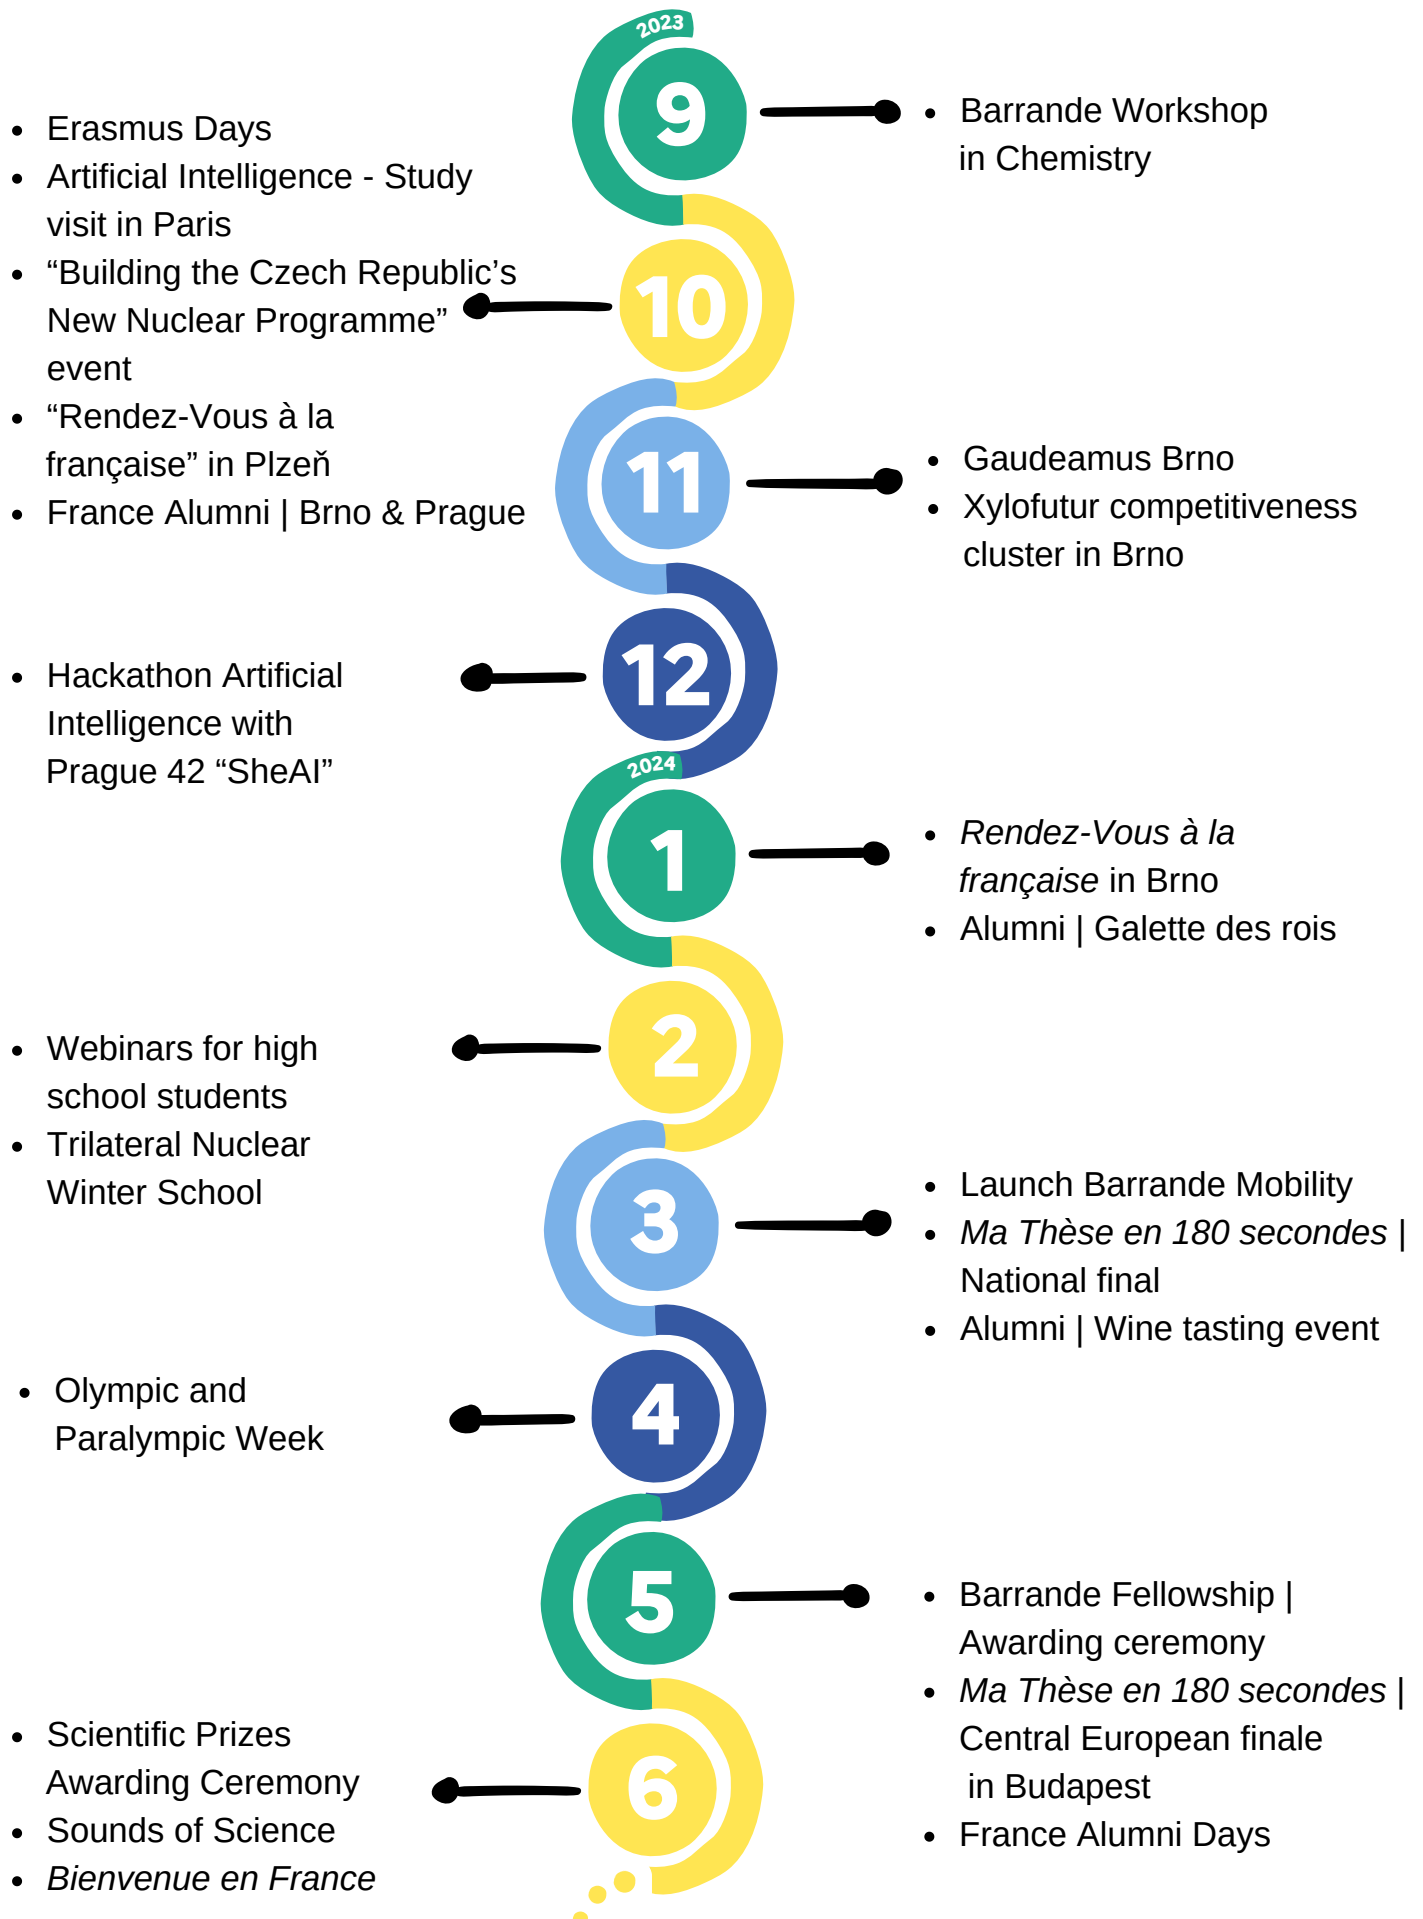 2023
9
• Barrande Workshop
in Chemistry
• Erasmus Days
• Artificial Intelligence - Study
visit in Paris
• “Building the Czech Republic’s
New Nuclear Programme”
event
• “Rendez-Vous à la
française” in Plzeň
• France Alumni | Brno & Prague
10
11
• Gaudeamus Brno
• Xylofutur competitiveness
cluster in Brno
• Hackathon Artificial
Intelligence with
Prague 42 “SheAI”
12
2024
1
• Rendez-Vous à la
française in Brno
• Alumni | Galette des rois
• Webinars for high
school students
• Trilateral Nuclear
Winter School
2
3
• Launch Barrande Mobility
• Ma Thèse en 180 secondes |
National final
• Alumni | Wine tasting event
• Olympic and
Paralympic Week
4
5
• Barrande Fellowship |
Awarding ceremony
• Ma Thèse en 180 secondes |
Central European finale
in Budapest
• France Alumni Days
• Scientific Prizes
Awarding Ceremony
• Sounds of Science
• Bienvenue en France
6